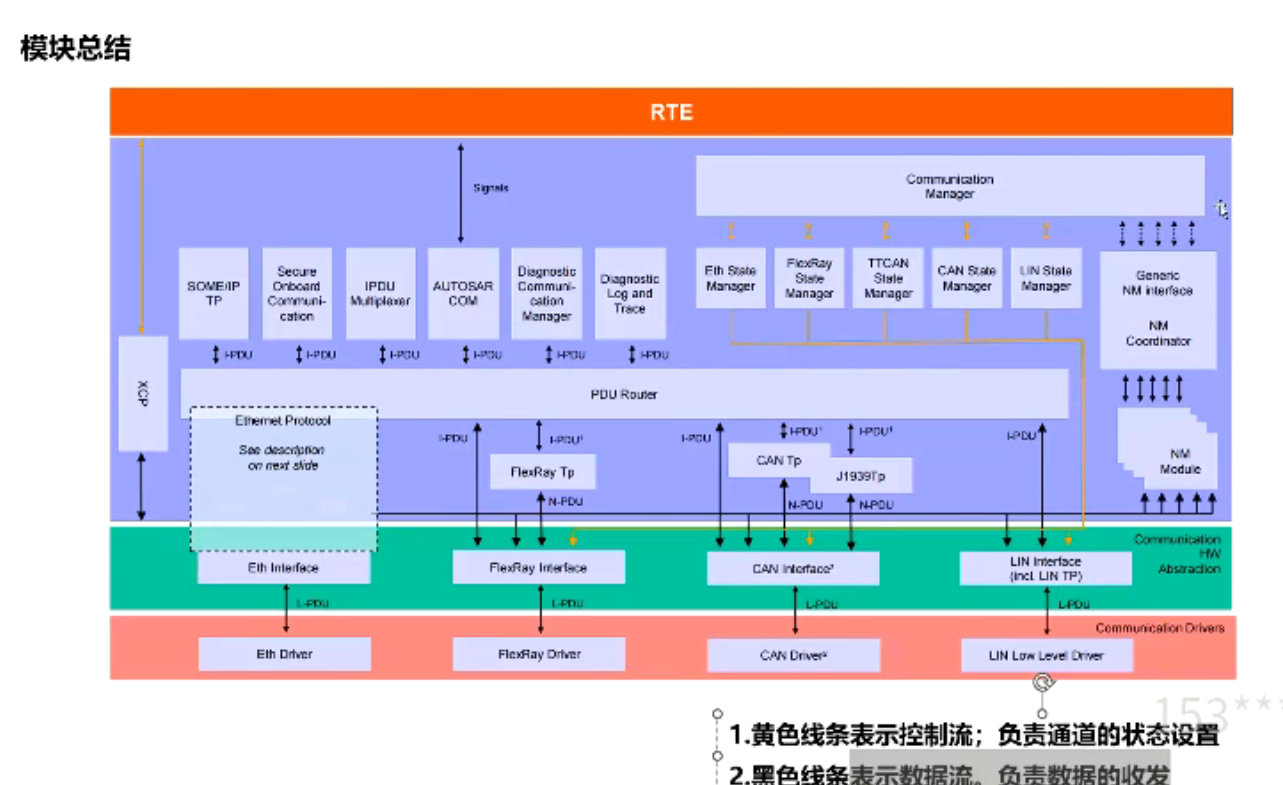 模块总结
RTE
Signals
Communication
Manager
SOME/IP
TP
Secure
Onboard
Communi-
cation
IPDU
Multiplexer
AUTOSAR
COM
Diagnostic
Communi-
cation
Manager
Diagnostic
Log and
Trace
Eth State
Manager
FlexRay
State
Manager
TTCAN
State
Manager
CAN State
Manager
LIN State
Manager
Generic
NM interface
NM
Coordinator
I-PDU
I-PDU
I-PDU
I-PDU
I-PDU
I-PDU
XCP
PDU Router
Ethernet Protocol
See description
on next slide
I-PDU
I-PDU¹
I-PDU
I-PDU¹
I-PDU¹
I-PDU
FlexRay Tp
CAN Tp
J1939Tp
NM
Module
N-PDU
N-PDU
N-PDU
Communication
HW
Abstraction
Eth Interface
FlexRay Interface
CAN Interface²
LIN Interface
(incl. LIN TP)
L-PDU
L-PDU
L-PDU
L-PDU
Communication Drivers
Eth Driver
FlexRay Driver
CAN Driver²
LIN Low Level Driver
153***
1.黄色线条表示控制流；负责通道的状态设置
2.黑色线条表示数据流。负责数据的收发